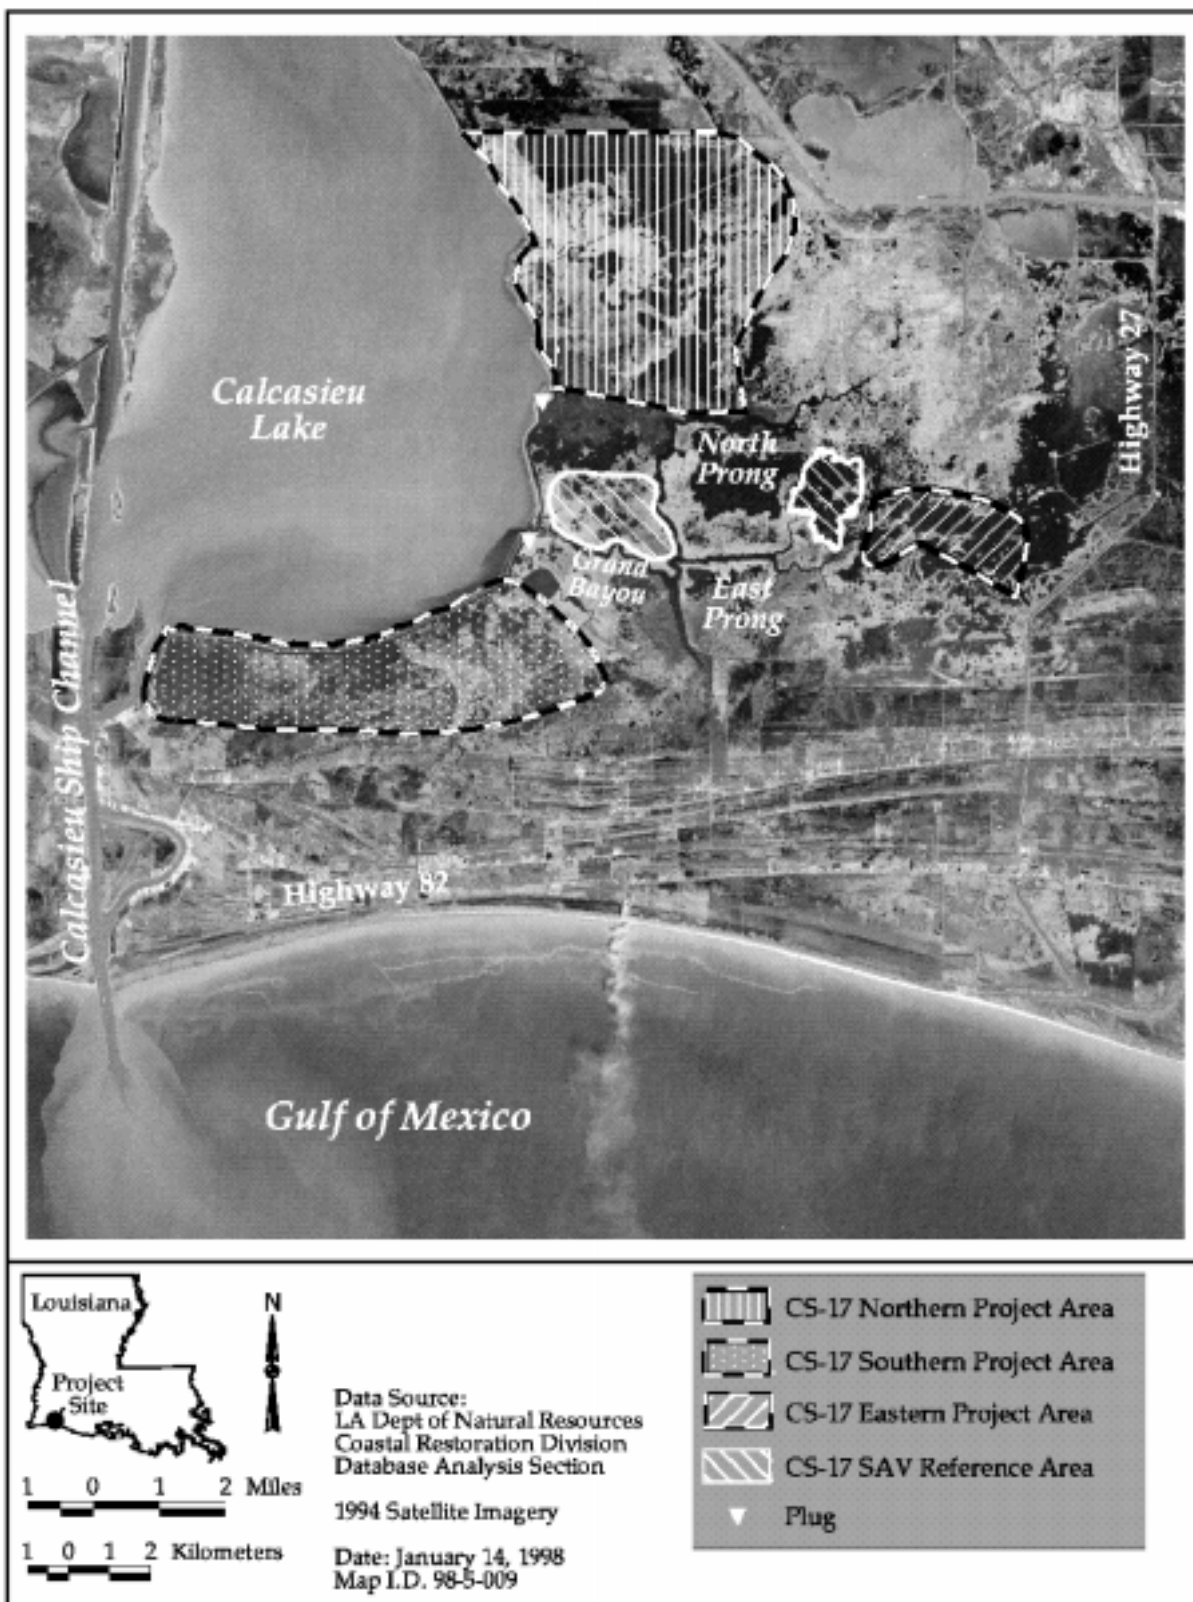 Calcasieu
Lake
North
Prong
Highway 27
Grand
Bayou
East
Prong
Calcasieu Ship Channel
Highway 82
Gulf of Mexico
Louisiana
Project
Site
N
1 0 1 2 Miles
1 0 1 2 Kilometers
Data Source:
LA Dept of Natural Resources
Coastal Restoration Division
Database Analysis Section
1994 Satellite Imagery
Date: January 14, 1998
Map I.D. 98-5-009
CS-17 Northern Project Area
CS-17 Southern Project Area
CS-17 Eastern Project Area
CS-17 SAV Reference Area
Plug